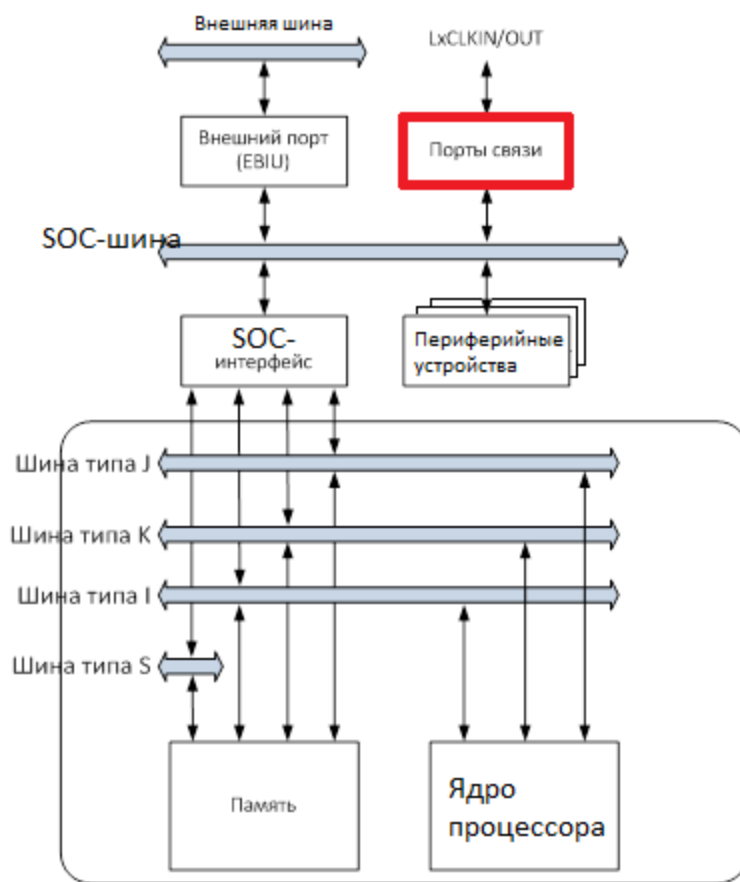 Внешняя шина
LxCLKIN/OUT
Внешний порт
(EBIU)
Порты связи
SOC-шина
SOC-
интерфейс
Периферийные
устройства
Шина типа J
Шина типа K
Шина типа I
Шина типа S
Память
Ядро
процессора